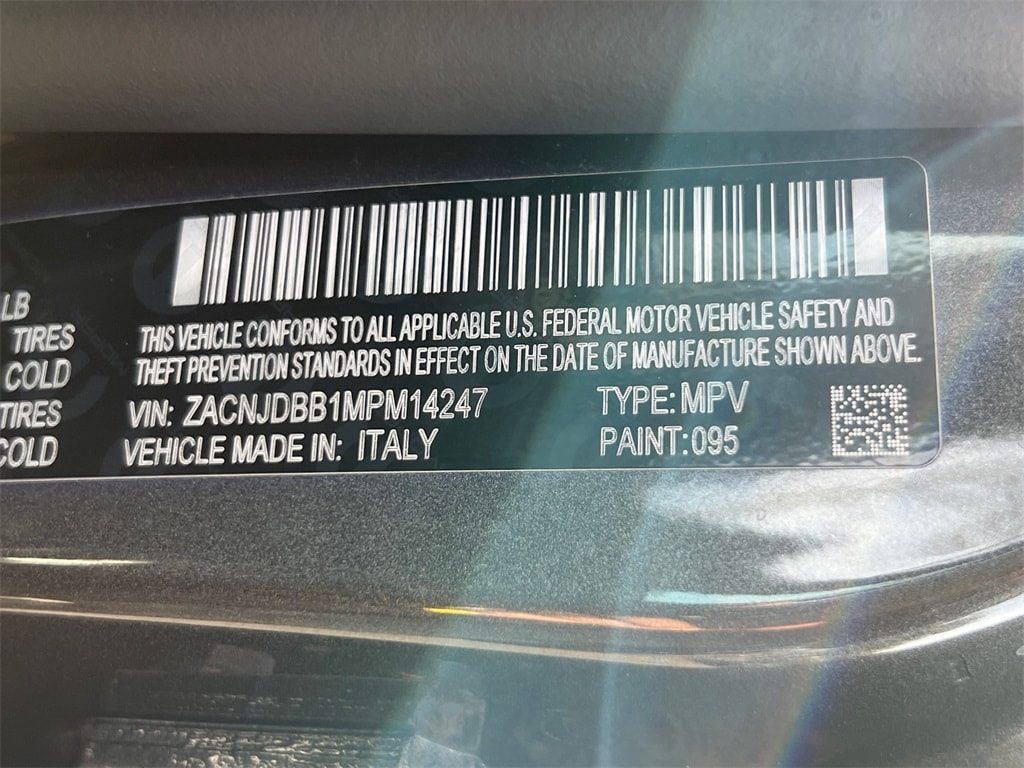 LB
TIRES
COLD
TIRES
COLD
THIS VEHICLE CONFORMS TO ALL APPLICABLE U.S. FEDERAL MOTOR VEHICLE SAFETY AND
THEFT PREVENTION STANDARDS IN EFFECT ON THE DATE OF MANUFACTURE SHOWN ABOVE.
VIN: ZACNJDBB1MPM14247 TYPE: MPV
VEHICLE MADE IN: ITALY PAINT: 095